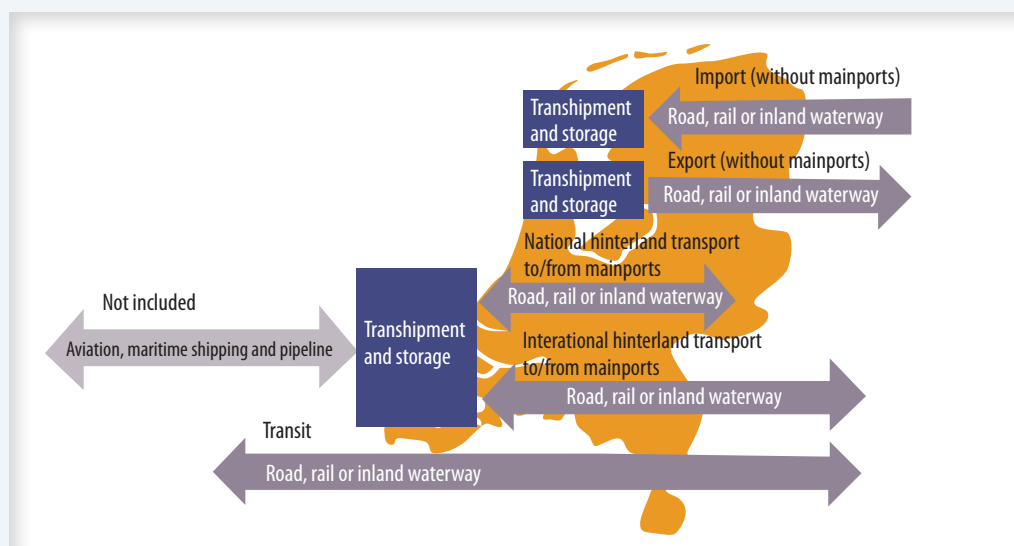 Import (without mainports)
Transhipment
and storage
Road, rail or inland waterway
Export (without mainports)
Transhipment
and storage
Road, rail or inland waterway
National hinterland transport
to/from mainports
Road, rail or inland waterway
Not included
Aviation, maritime shipping and pipeline
Transhipment
and storage
Interational hinterland transport
to/from mainports
Road, rail or inland waterway
Transit
Road, rail or inland waterway